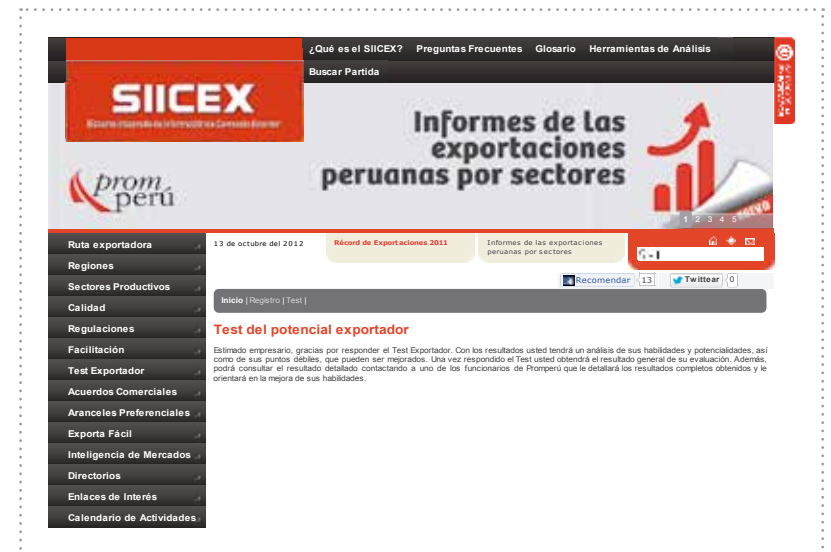 ¿Qué es el SIICEX? Preguntas Frecuentes Glosario Herramientas de Análisis
Buscar Partida
SIICEX
Informes de las
exportaciones
peruanas por sectores
prom
perú
1 2 3 4 5
Ruta exportadora
Regiones
Sectores Productivos
Calidad
Regulaciones
Facilitación
Test Exportador
Acuerdos Comerciales
Aranceles Preferenciales
Exporta Fácil
Inteligencia de Mercados
Directorios
Enlaces de Interés
Calendario de Actividades
13 de octubre del 2012
Récord de Exportaciones 2011
Informes de las exportaciones
peruanas por sectores
Recomendar 13 Twittear 0
Inicio | Registro | Test |
Test del potencial exportador
Estimado empresario, gracias por responder el Test Exportador. Con los resultados usted tendrá un análisis de sus habilidades y potencialidades, así
como de sus puntos débiles, que pueden ser mejorados. Una vez respondido el Test usted obtendrá el resultado general de su evaluación. Además,
podrá consultar el resultado detallado contactando a uno de los funcionarios de Promperú que le detallará los resultados completos obtenidos y le
orientará en la mejora de sus habilidades.